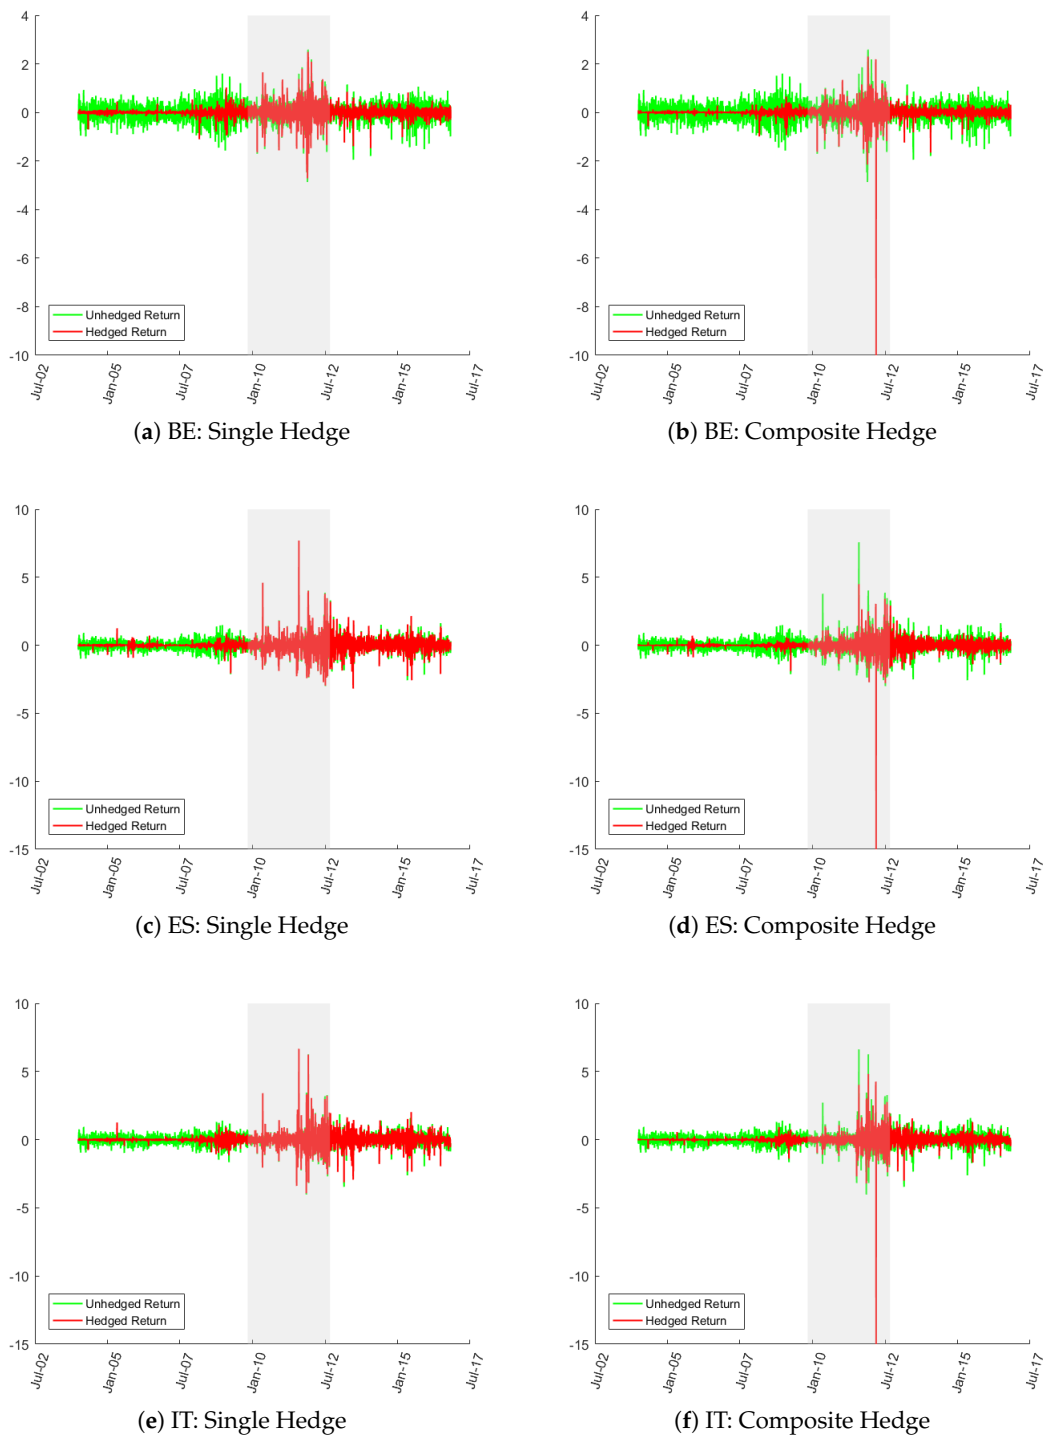 4
2
0
-2
-4
-6
-8
-10
Unhedged Return
Hedged Return
Jul-02
Jan-05
Jul-07
Jan-10
Jul-12
Jan-15
Jul-17
(a) BE: Single Hedge
4
2
0
-2
-4
-6
-8
-10
Unhedged Return
Hedged Return
Jul-02
Jan-05
Jul-07
Jan-10
Jul-12
Jan-15
Jul-17
(b) BE: Composite Hedge
10
5
0
-5
-10
-15
Unhedged Return
Hedged Return
Jul-02
Jan-05
Jul-07
Jan-10
Jul-12
Jan-15
Jul-17
(c) ES: Single Hedge
10
5
0
-5
-10
-15
Unhedged Return
Hedged Return
Jul-02
Jan-05
Jul-07
Jan-10
Jul-12
Jan-15
Jul-17
(d) ES: Composite Hedge
10
5
0
-5
-10
-15
Unhedged Return
Hedged Return
Jul-02
Jan-05
Jul-07
Jan-10
Jul-12
Jan-15
Jul-17
(e) IT: Single Hedge
10
5
0
-5
-10
-15
Unhedged Return
Hedged Return
Jul-02
Jan-05
Jul-07
Jan-10
Jul-12
Jan-15
Jul-17
(f) IT: Composite Hedge